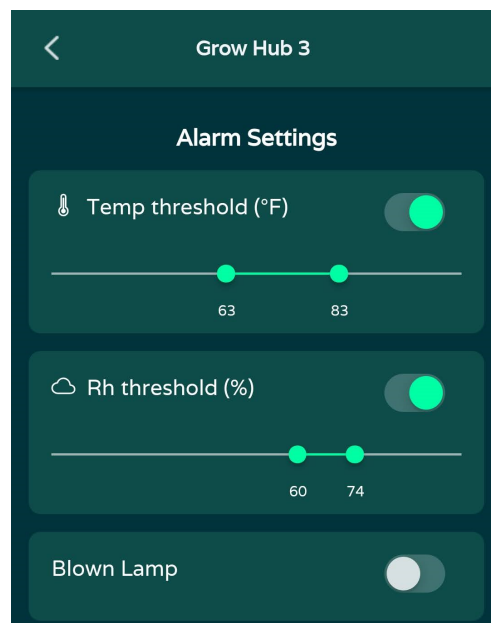 Grow Hub 3
Alarm Settings
Temp threshold (°F)
63 83
Rh threshold (%)
60 74
Blown Lamp